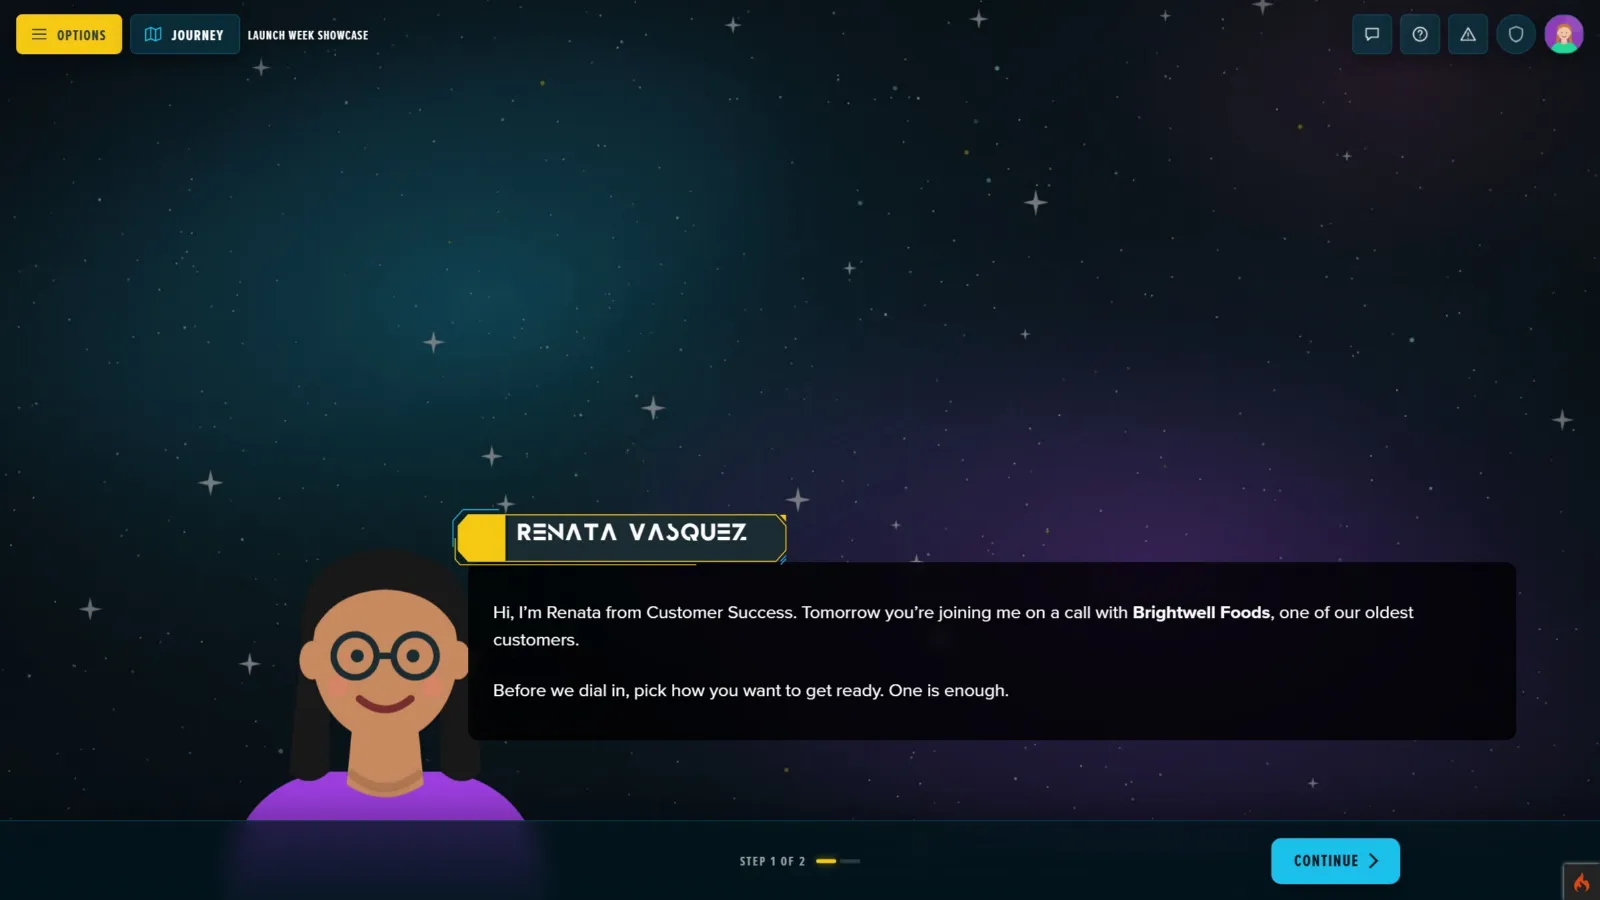 OPTIONS
JOURNEY
LAUNCH WEEK SHOWCASE
RENATA VASQUEZ
Hi, I’m Renata from Customer Success. Tomorrow you’re joining me on a call with Brightwell Foods, one of our oldest
customers.
Before we dial in, pick how you want to get ready. One is enough.
STEP 1 OF 2
CONTINUE